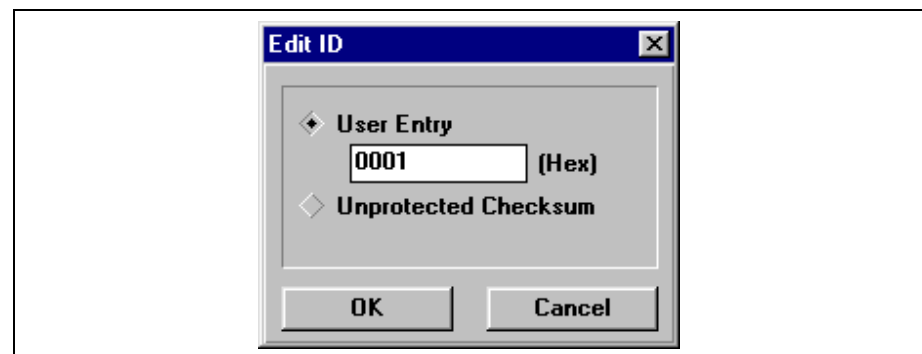 Edit ID
User Entry
0001 (Hex)
Unprotected Checksum
OK Cancel